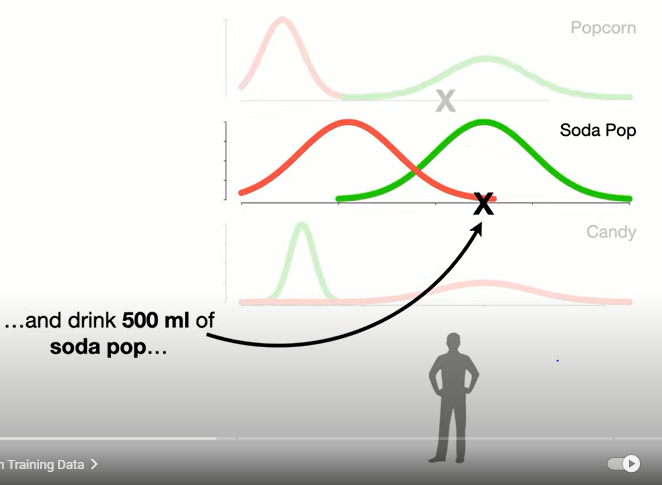 Popcorn
X
Soda Pop
X
Candy
…and drink 500 ml of
soda pop…
n Training Data >